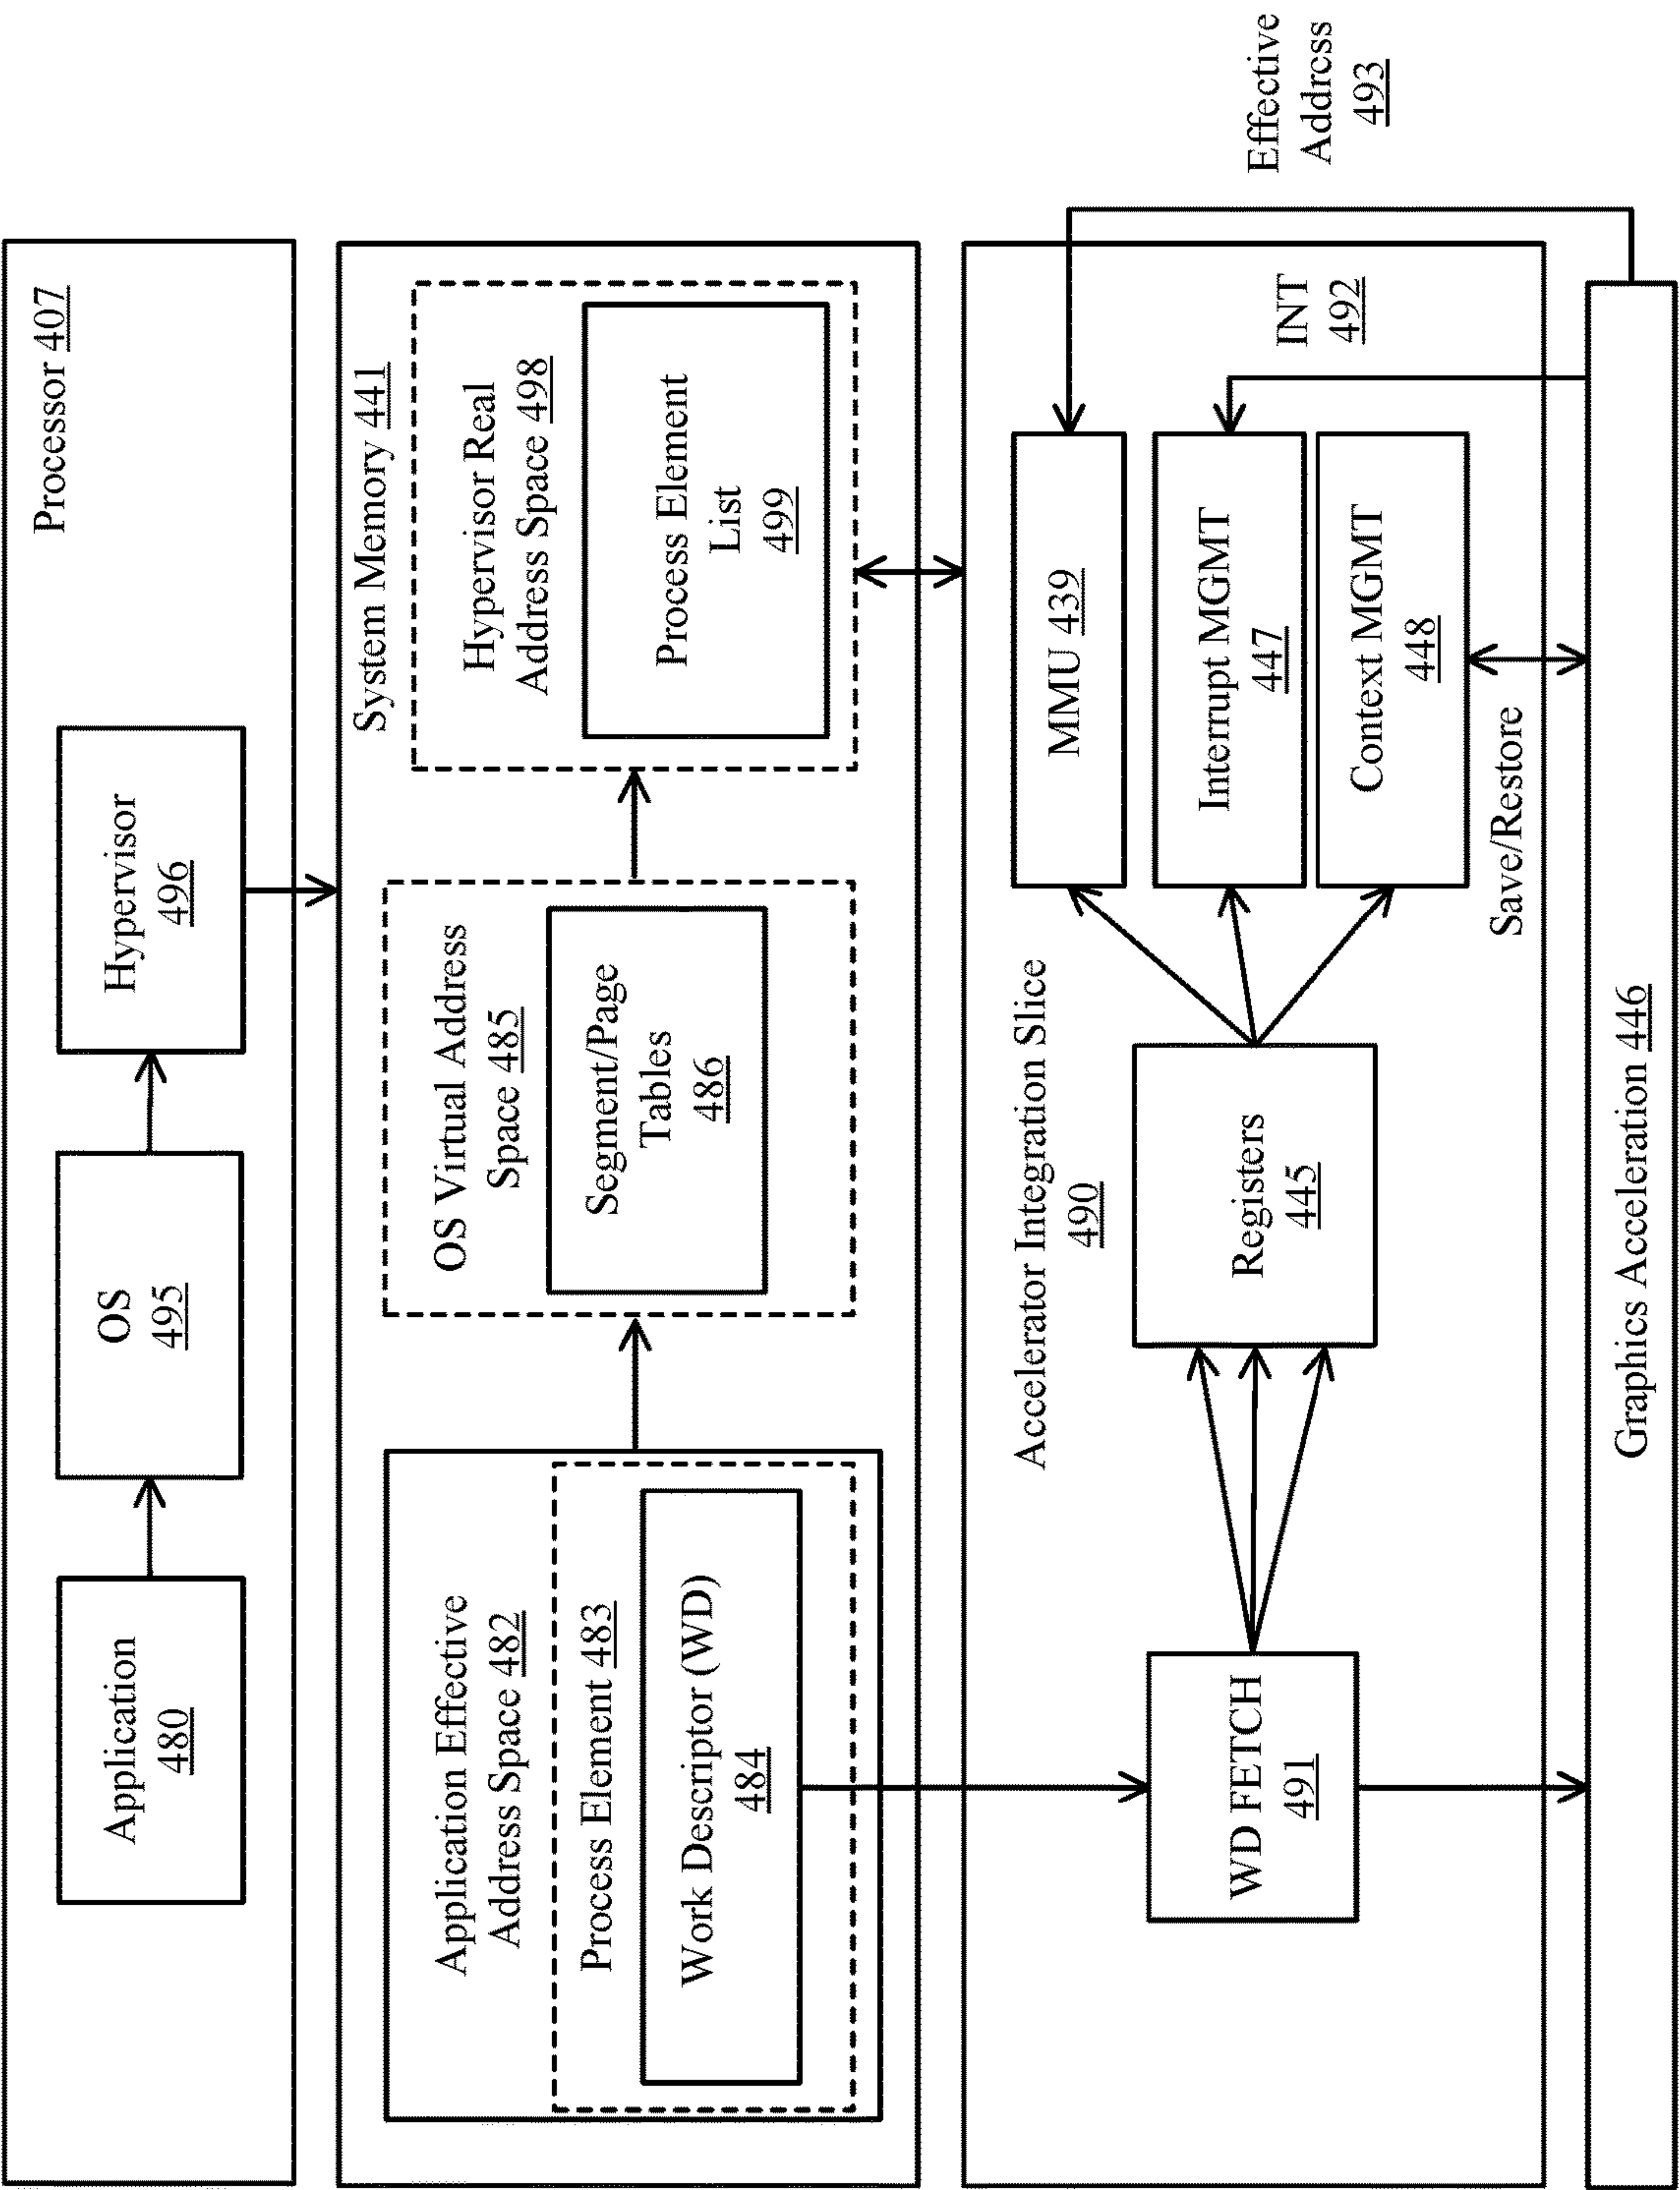 Processor 407
Application
480
OS
495
Hypervisor
496
System Memory 441
Application Effective
Address Space 482
Process Element 483
Work Descriptor (WD)
484
OS Virtual Address
Space 485
Segment/Page
Tables
486
Hypervisor Real
Address Space 498
Process Element
List
499
Accelerator Integration Slice
490
WD FETCH
491
Registers
445
MMU 439
Interrupt MGMT
447
Context MGMT
448
INT
492
Save/Restore
Effective
Address
493
Graphics Acceleration 446